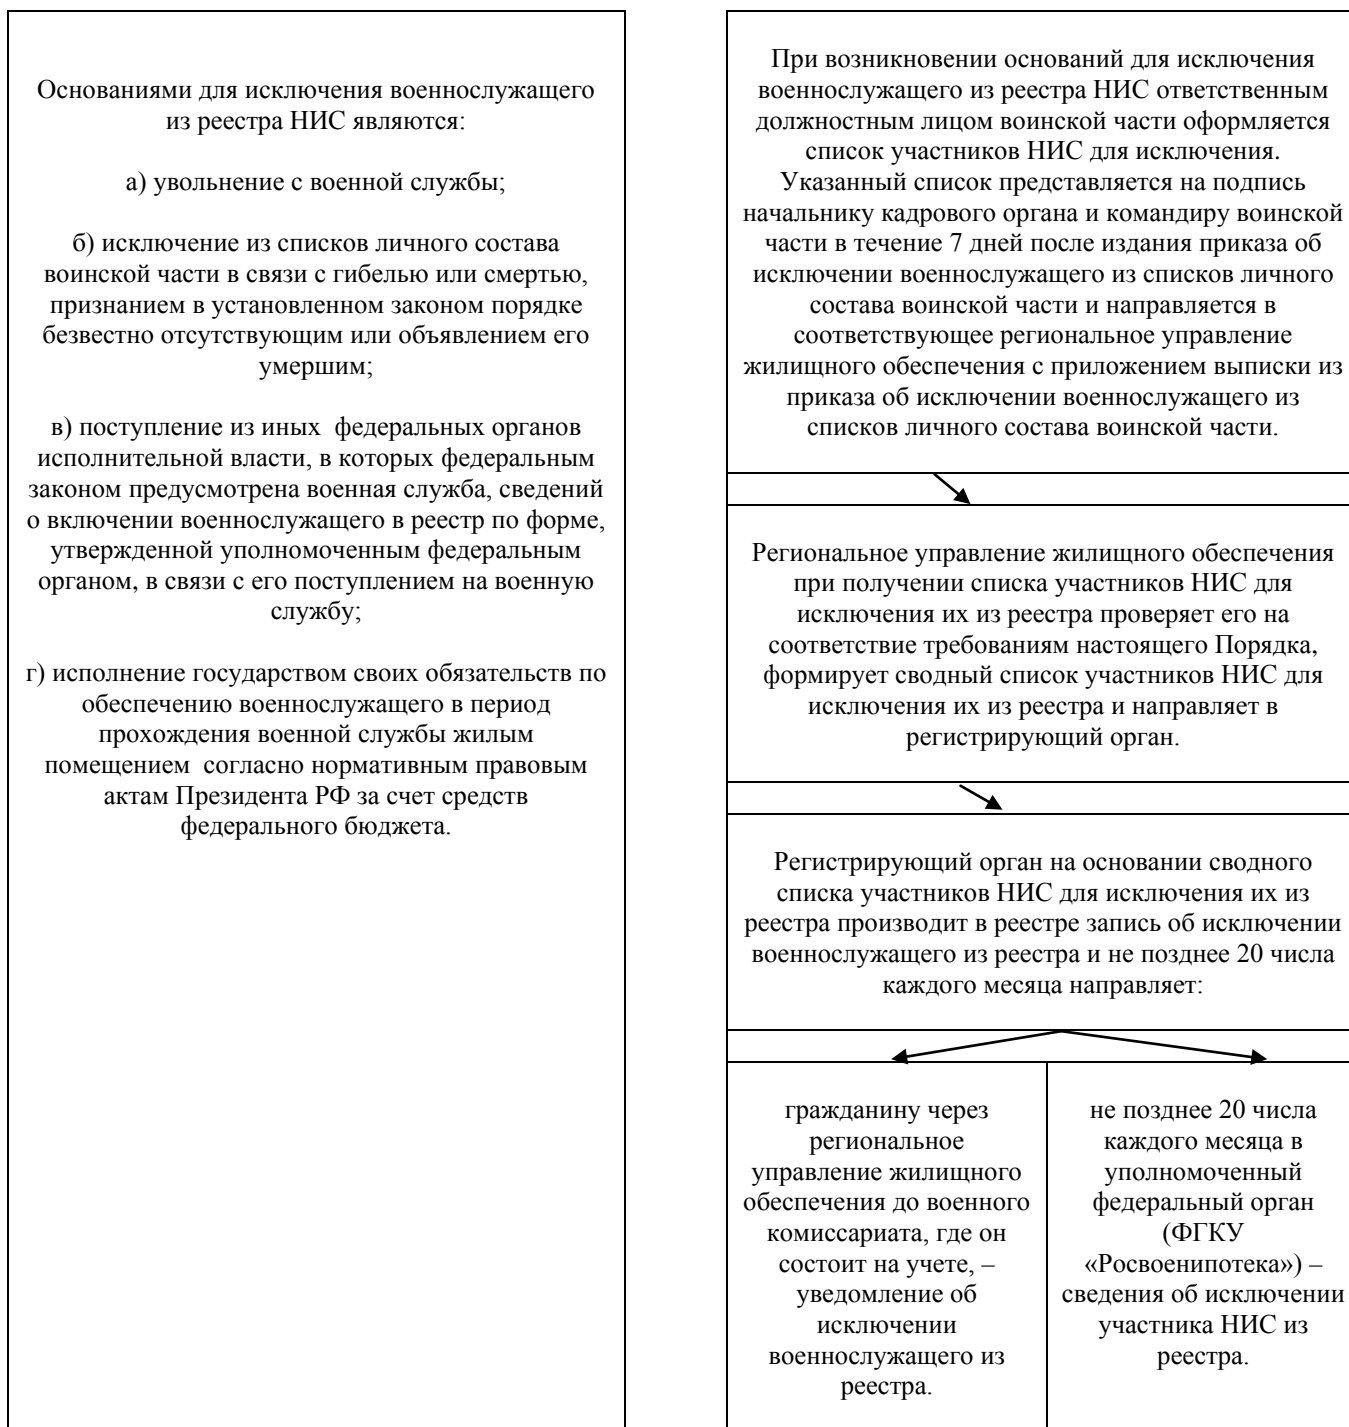 Основаниями для исключения военнослужащего
из реестра НИС являются:
а) увольнение с военной службы;
б) исключение из списков личного состава
воинской части в связи с гибелью или смертью,
признанием в установленном законом порядке
безвестно отсутствующим или объявлением его
умершим;
в) поступление из иных федеральных органов
исполнительной власти, в которых федеральным
законом предусмотрена военная служба, сведений
о включении военнослужащего в реестр по форме,
утвержденной уполномоченным федеральным
органом, в связи с его поступлением на военную
службу;
г) исполнение государством своих обязательств по
обеспечению военнослужащего в период
прохождения военной службы жилым
помещением согласно нормативным правовым
актам Президента РФ за счет средств
федерального бюджета.
При возникновении оснований для исключения
военнослужащего из реестра НИС ответственным
должностным лицом воинской части оформляется
список участников НИС для исключения.
Указанный список представляется на подпись
начальнику кадрового органа и командиру воинской
части в течение 7 дней после издания приказа об
исключении военнослужащего из списков личного
состава воинской части и направляется в
соответствующее региональное управление
жилищного обеспечения с приложением выписки из
приказа об исключении военнослужащего из
списков личного состава воинской части.
Региональное управление жилищного обеспечения
при получении списка участников НИС для
исключения их из реестра проверяет его на
соответствие требованиям настоящего Порядка,
формирует сводный список участников НИС для
исключения их из реестра и направляет в
регистрирующий орган.
Регистрирующий орган на основании сводного
списка участников НИС для исключения их из
реестра производит в реестре запись об исключении
военнослужащего из реестра и не позднее 20 числа
каждого месяца направляет:
гражданину через
региональное
управление жилищного
обеспечения до военного
комиссариата, где он
состоит на учете, –
уведомление об
исключении
военнослужащего из
реестра.
не позднее 20 числа
каждого месяца в
уполномоченный
федеральный орган
(ФГКУ
«Росвоенипотека») –
сведения об исключении
участника НИС из
реестра.